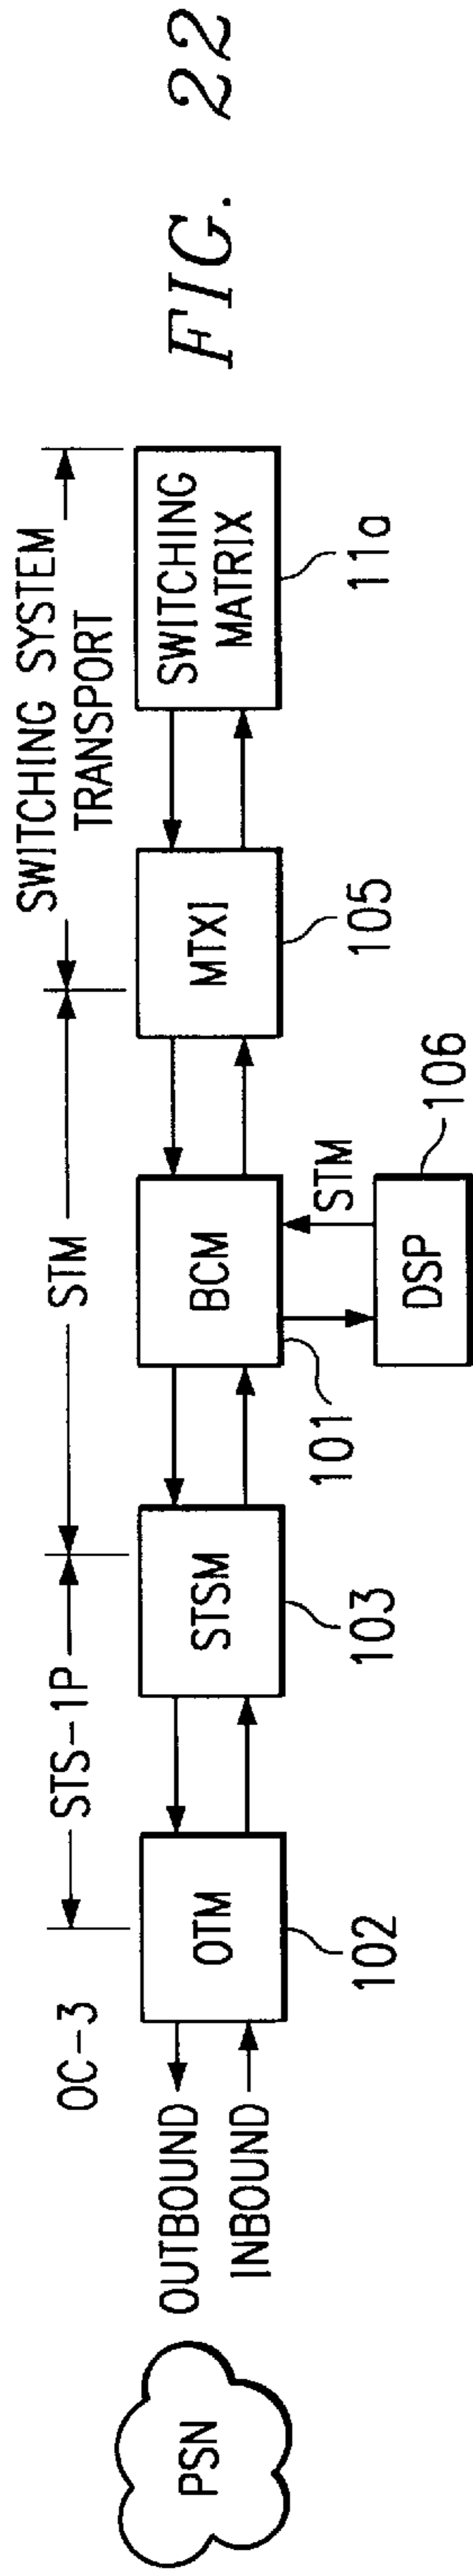 FIG. 22
SWITCHING SYSTEM
TRANSPORT
STM
STS-1P
OC-3
PSN
OUTBOUND
INBOUND
OTM
102
STSM
103
BCM
101
STM
DSP
106
MTXI
105
SWITCHING
MATRIX
11a